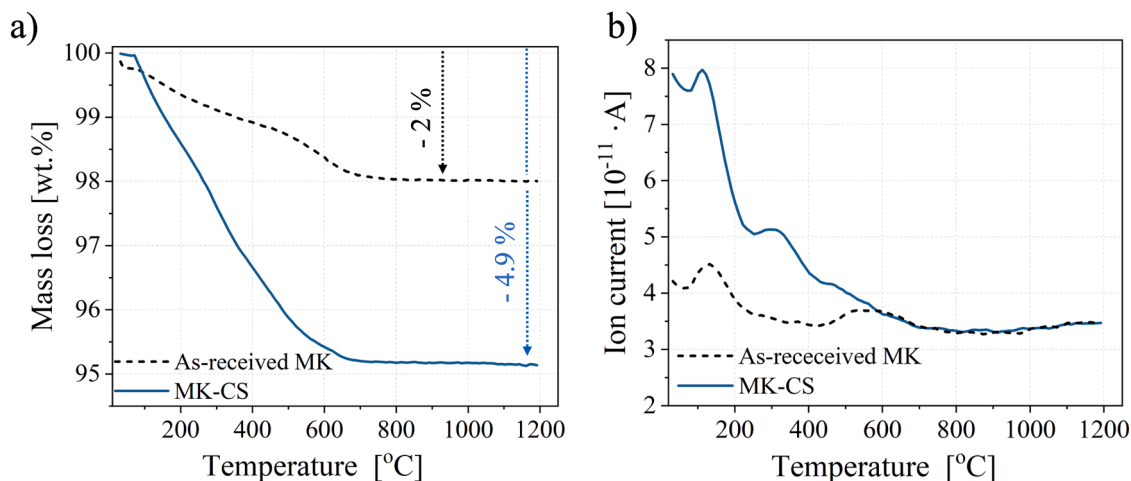 a)
100
99
98
97
96
95
Mass loss [wt.%]
- 2 %
- 4.9 %
As-received MK
MK-CS
200
400
600
800
1000
1200
Temperature [°C]
b)
8
7
6
5
4
3
2
Ion current [10⁻¹¹ · A]
As-receceived MK
MK-CS
200
400
600
800
1000
1200
Temperature [°C]